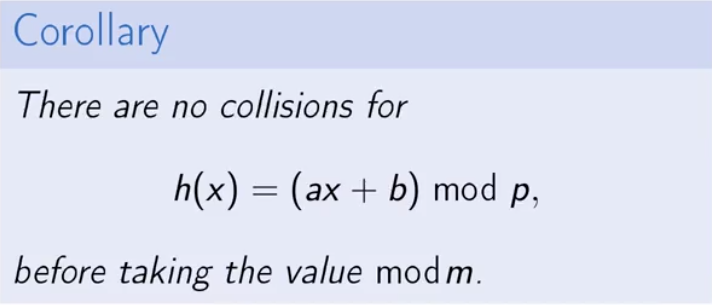 Corollary
There are no collisions for
h(x) = (ax + b) mod p,
before taking the value mod m.